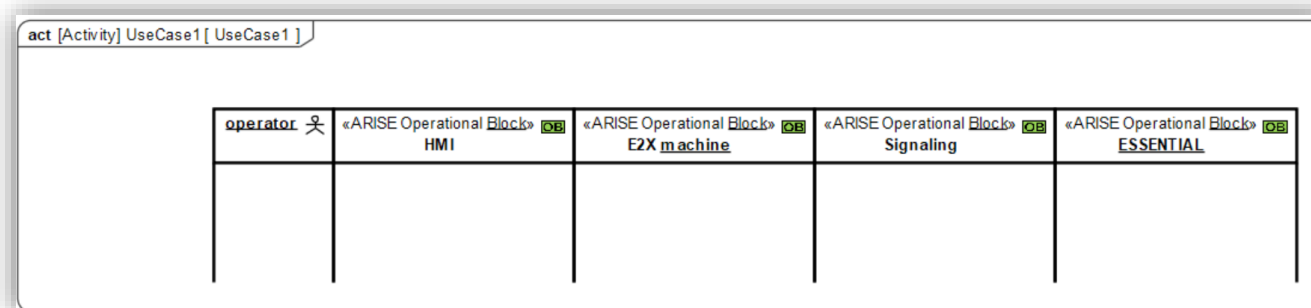 act [Activity] UseCase1 [ UseCase1 ]
operator
«ARISE Operational Block» OB
HMI
«ARISE Operational Block» OB
E2X machine
«ARISE Operational Block» OB
Signaling
«ARISE Operational Block» OB
ESSENTIAL